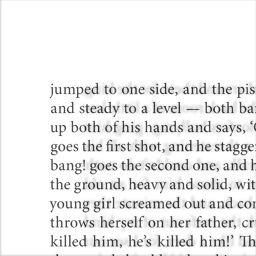 jumped to one side, and the pis
and steady to a level — both bar
up both of his hands and says, ‘O
goes the first shot, and he stagge
bang! goes the second one, and h
the ground, heavy and solid, wit
young girl screamed out and com
throws herself on her father, cr
killed him, he’s killed him!’ Th